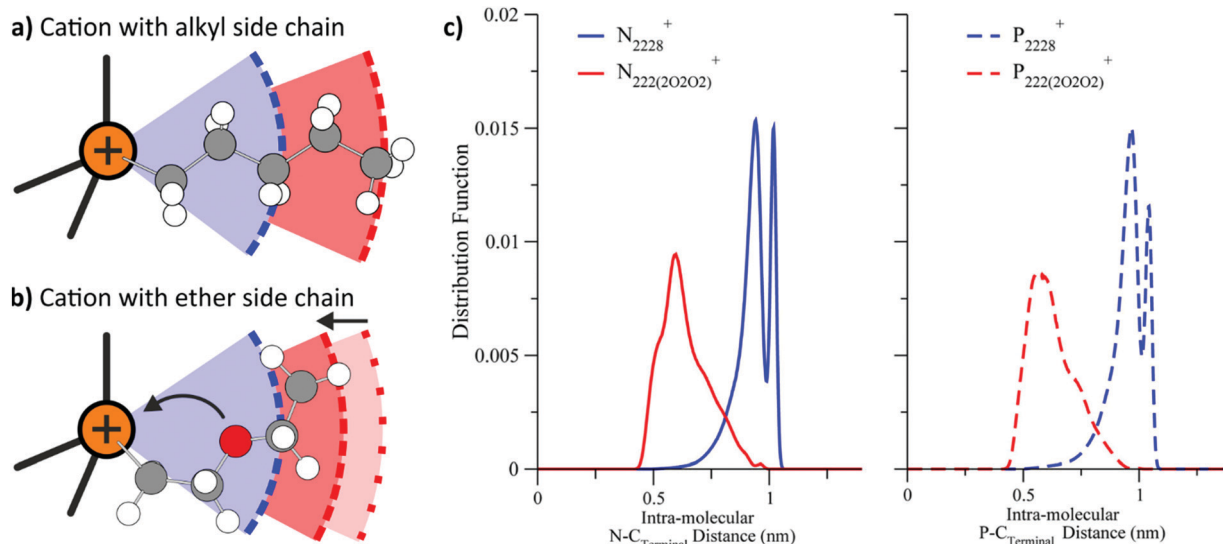 a) Cation with alkyl side chain
+
b) Cation with ether side chain
+
c)
N2228+
N222(2O2O2)+
Distribution Function
0.02
0.015
0.01
0.005
0
0
0.5
1
Intra-molecular
N-CTerminal Distance (nm)
P2228+
P222(2O2O2)+
0
0.5
1
Intra-molecular
P-CTerminal Distance (nm)